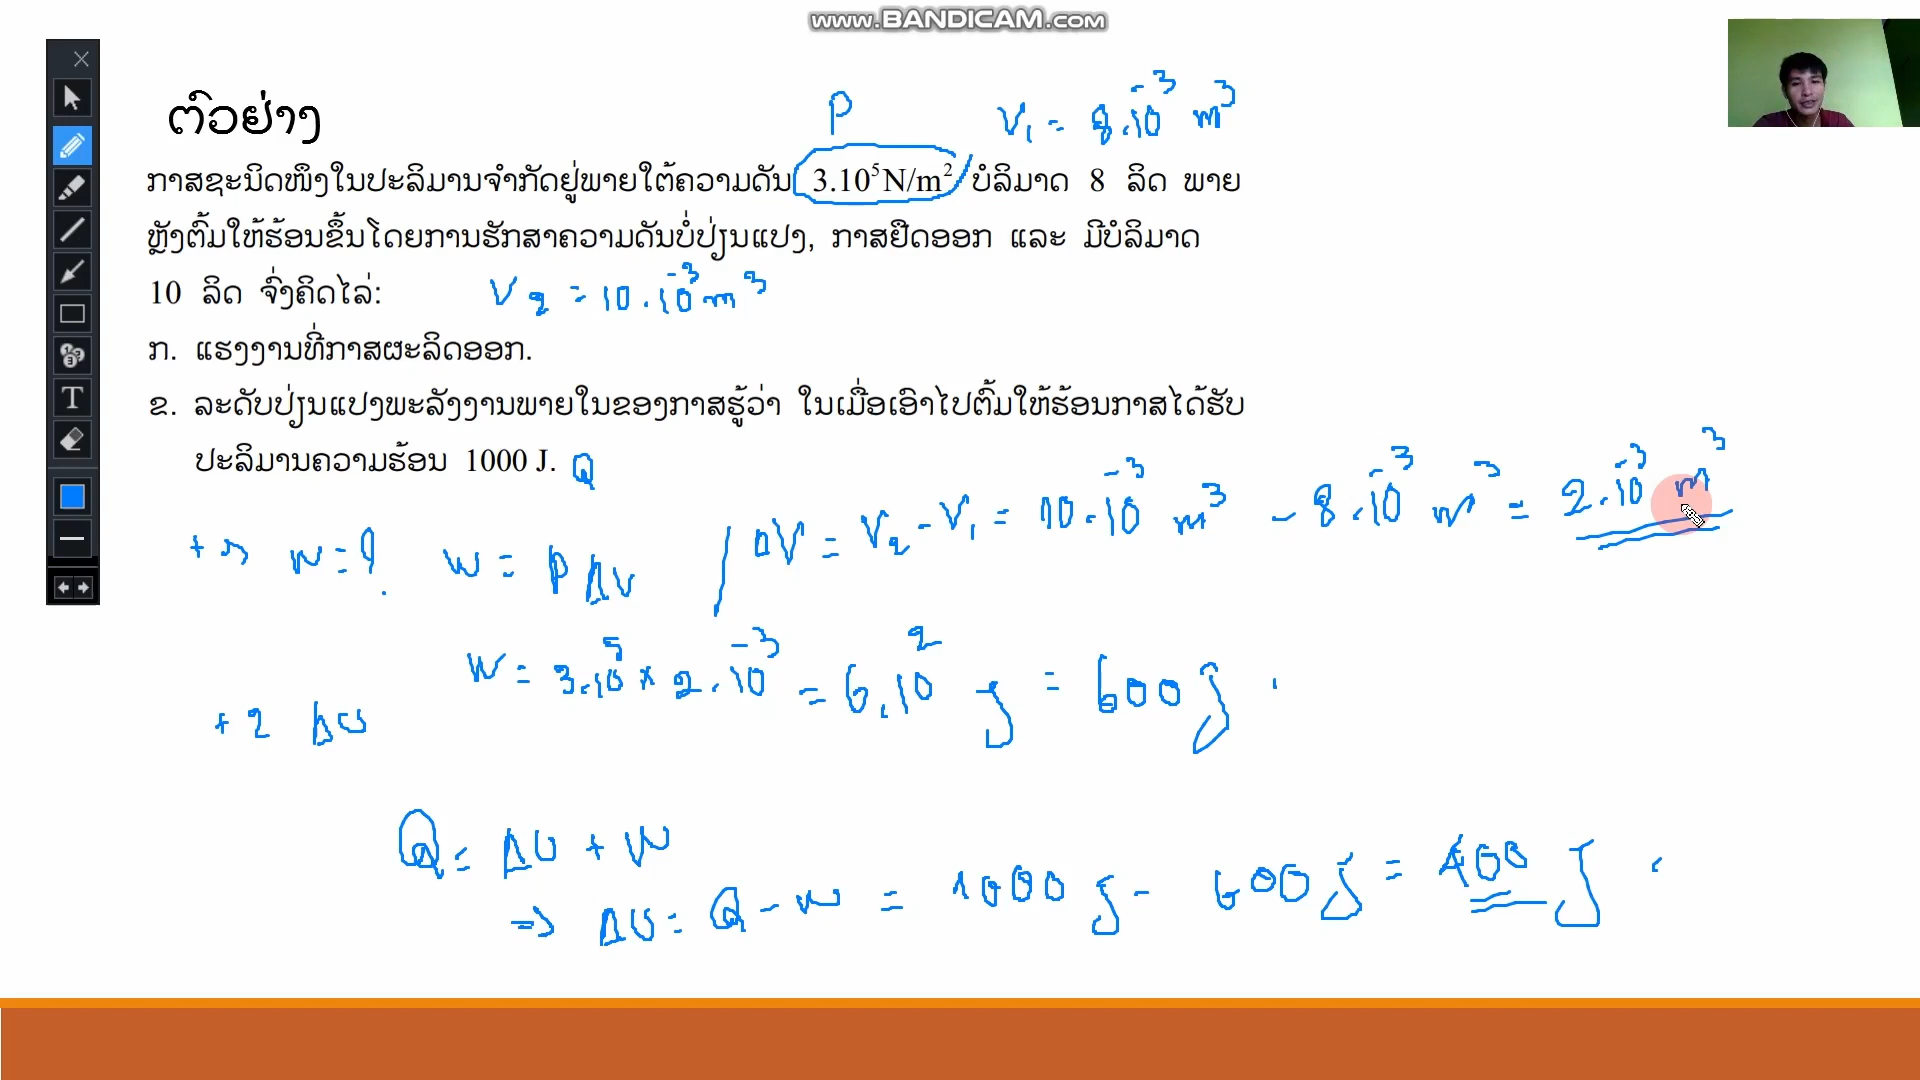 www.BANDICAM.com
ຕົວຢ່າງ
P
V₁ = 8.10⁻³ m³
ກາສຊະນິດໜຶ່ງໃນປະລິມານຈຳກັດຢູ່ພາຍໃຕ້ຄວາມດັນ 3.10⁵N/m² ບໍລິມາດ 8 ລິດ ພາຍ
ຫຼັງຕົ້ມໃຫ້ຮ້ອນຂຶ້ນໂດຍການຮັກສາຄວາມດັນບໍ່ປ່ຽນແປງ, ກາສຢືດອອກ ແລະ ມີບໍລິມາດ
10 ລິດ ຈົ່ງຄິດໄລ່: V₂ = 10.10⁻³ m³
ກ. ແຮງງານທີ່ກາສຜະລິດອອກ.
ຂ. ລະດັບປ່ຽນແປງພະລັງງານພາຍໃນຂອງກາສຮູ້ວ່າ ໃນເມື່ອເອົາໄປຕົ້ມໃຫ້ຮ້ອນກາສໄດ້ຮັບ
ປະລິມານຄວາມຮ້ອນ 1000 J. Q
W = ? W = P ΔV / ΔV = V₂ - V₁ = 10.10⁻³ m³ - 8.10⁻³ m³ = 2.10⁻³ m³
W = 3.10⁵ x 2.10⁻³ = 6.10² J = 600 J.
+ 2 ΔU
Q = ΔU + W
=> ΔU = Q - W = 1000 J - 600 J = 400 J